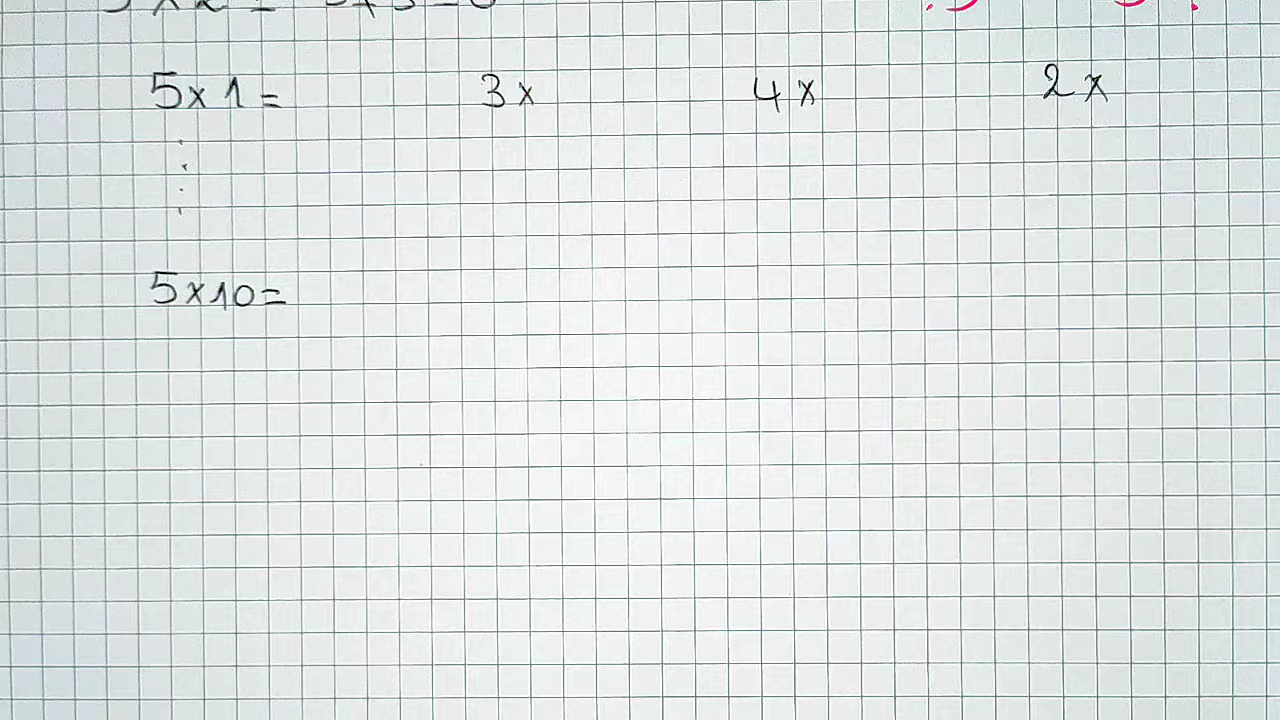 5x1= 3x 4x 2x
⋮
5x10=